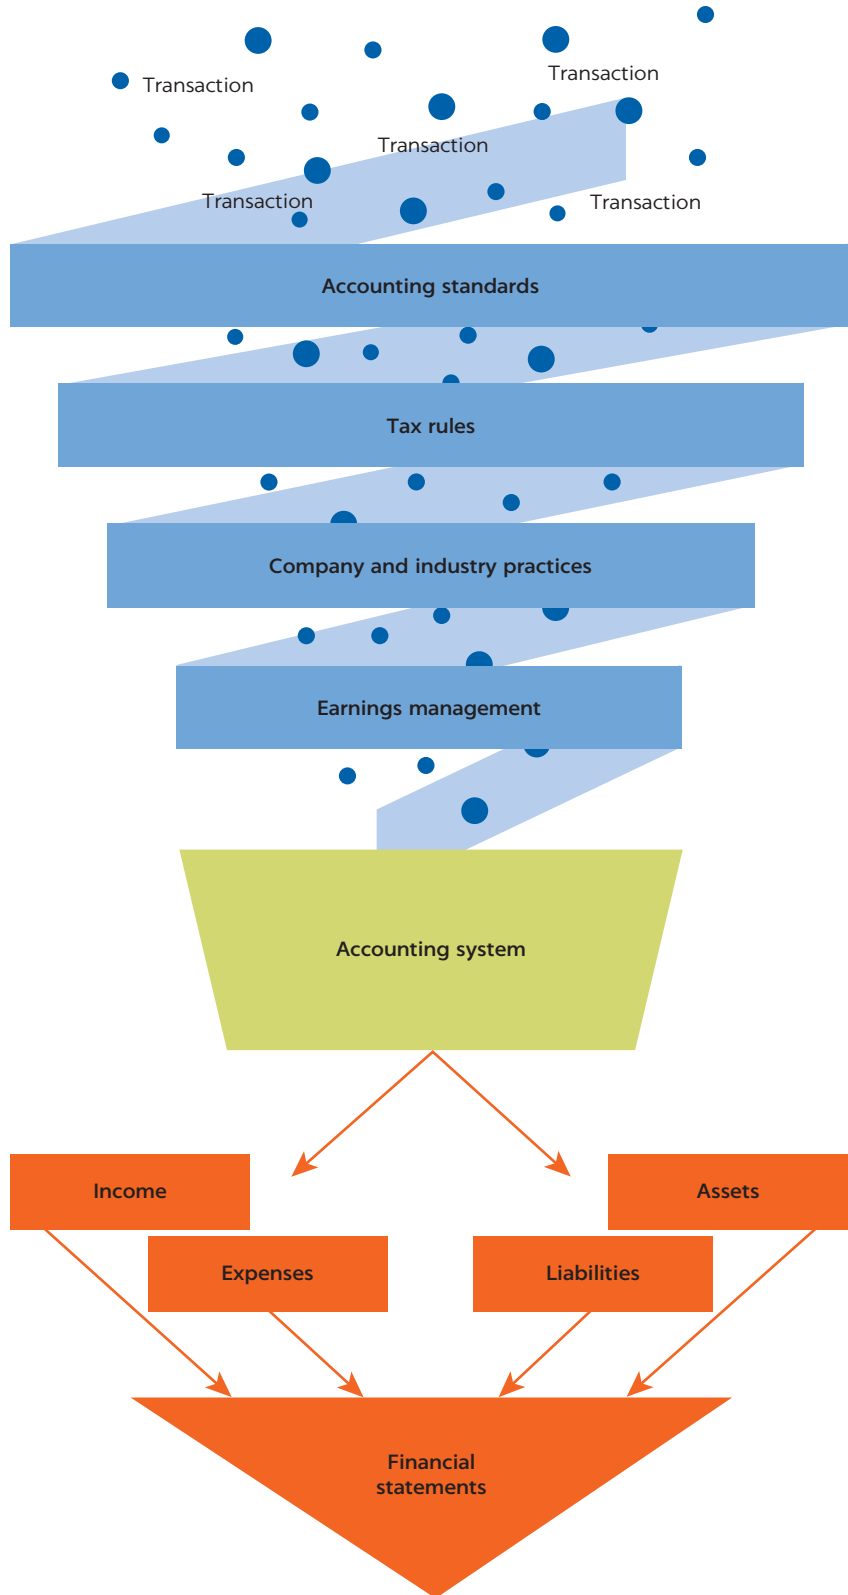 Transaction
Transaction
Transaction
Transaction
Transaction
Accounting standards
Tax rules
Company and industry practices
Earnings management
Accounting system
Income
Assets
Expenses
Liabilities
Financial
statements